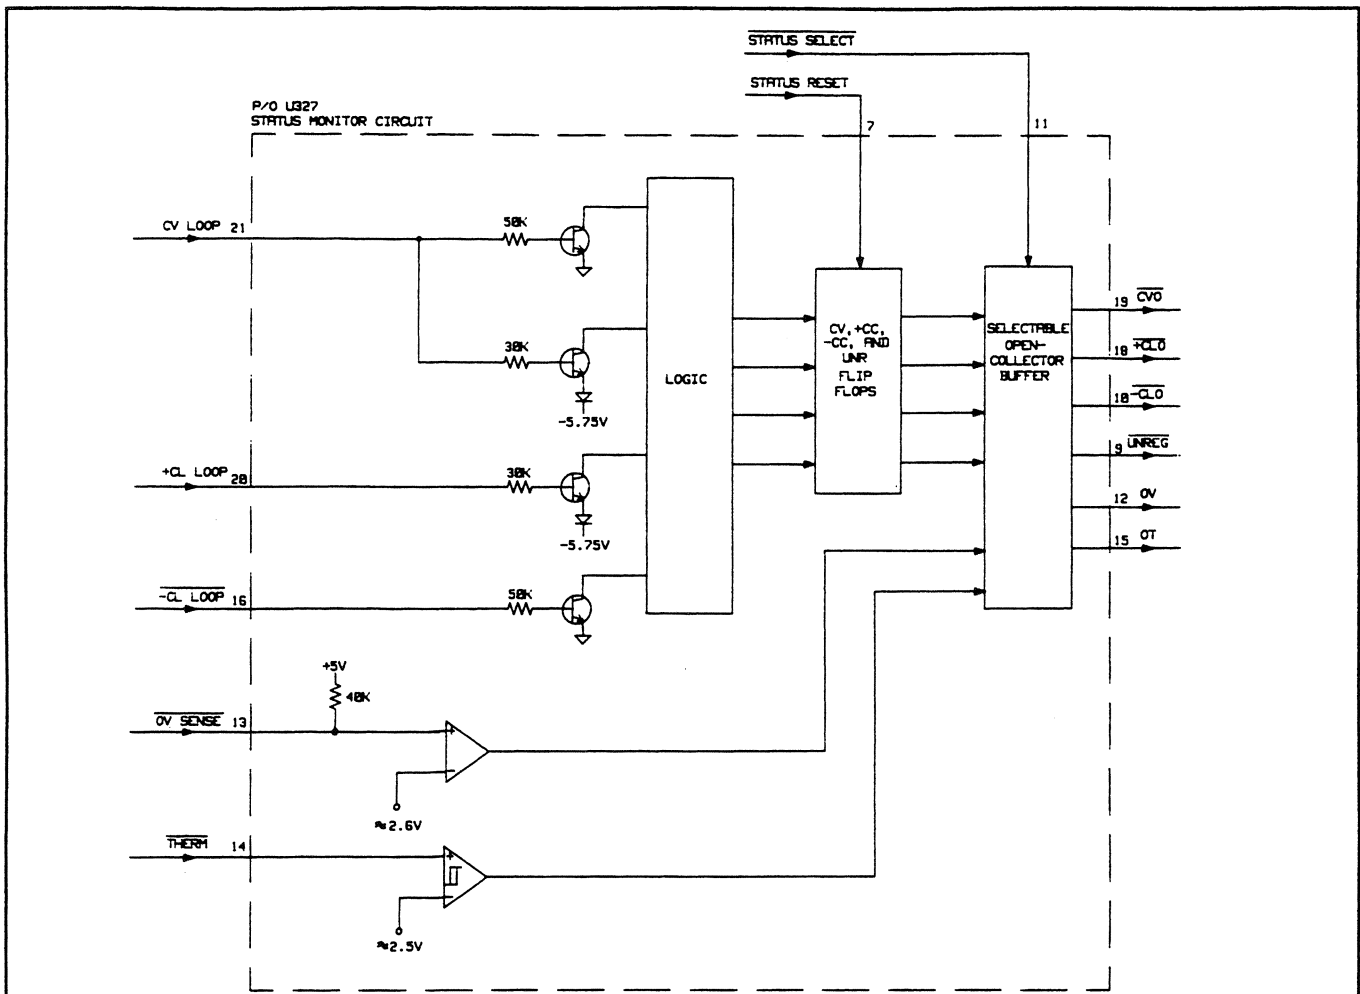 STATUS SELECT
STATUS RESET
P/O U327
STATUS MONITOR CIRCUIT
7
11
CV LOOP 21
50K
30K
-5.75V
LOGIC
CV, +CC,
-CC, AND
UNR
FLIP
FLOPS
SELECTABLE
OPEN-
COLLECTOR
BUFFER
19 CVO
18 +CLO
10 -CLO
9 UNREG
12 OV
15 OT
+CL LOOP 20
30K
-5.75V
-CL LOOP 16
50K
+5V
40K
OV SENSE 13
+
-
≈2.6V
THERM 14
+
-
≈2.5V